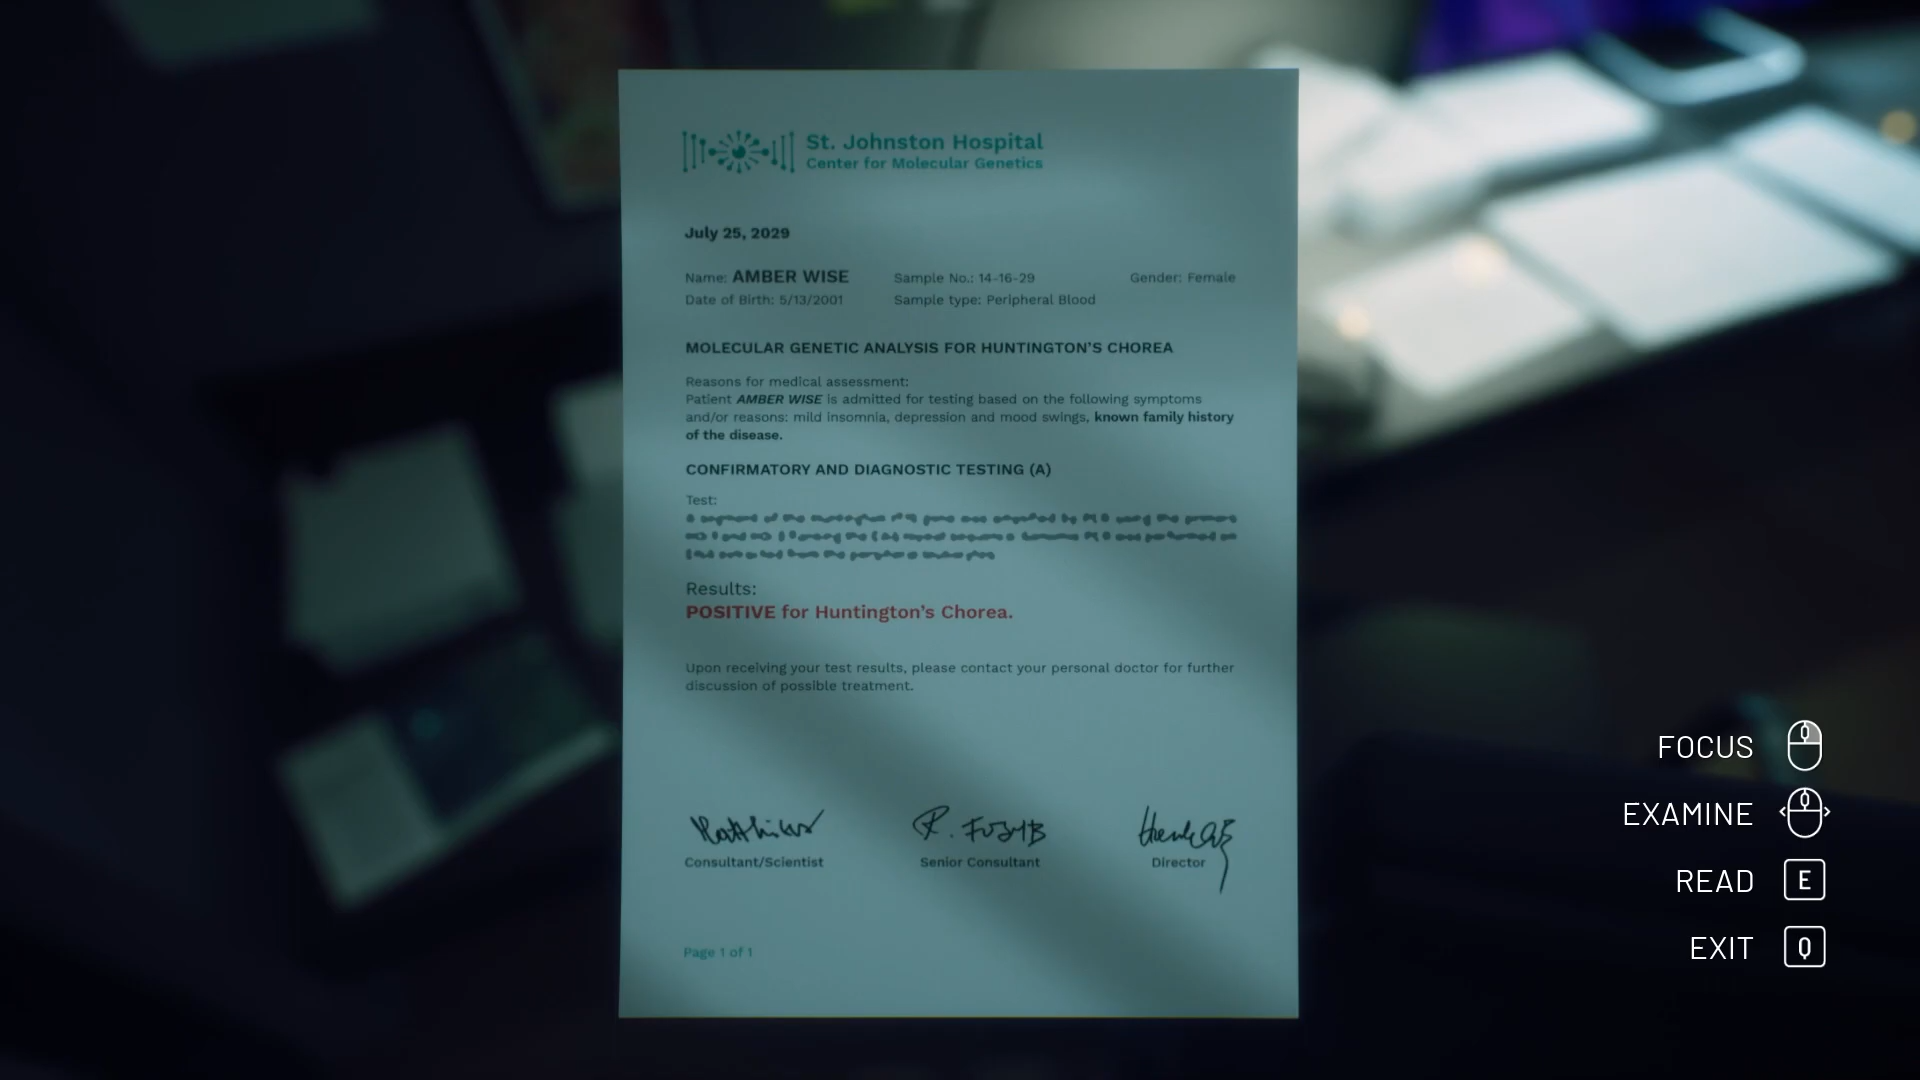 St. Johnston Hospital
Center for Molecular Genetics
July 25, 2029
Name: AMBER WISE Sample No.: 14-16-29 Gender: Female
Date of Birth: 5/13/2001 Sample type: Peripheral Blood
MOLECULAR GENETIC ANALYSIS FOR HUNTINGTON'S CHOREA
Reasons for medical assessment:
Patient AMBER WISE is admitted for testing based on the following symptoms
and/or reasons: mild insomnia, depression and mood swings, known family history
of the disease.
CONFIRMATORY AND DIAGNOSTIC TESTING (A)
Test:
Results:
POSITIVE for Huntington's Chorea.
Upon receiving your test results, please contact your personal doctor for further
discussion of possible treatment.
Consultant/Scientist Senior Consultant Director
Page 1 of 1
FOCUS
EXAMINE
READ E
EXIT Q